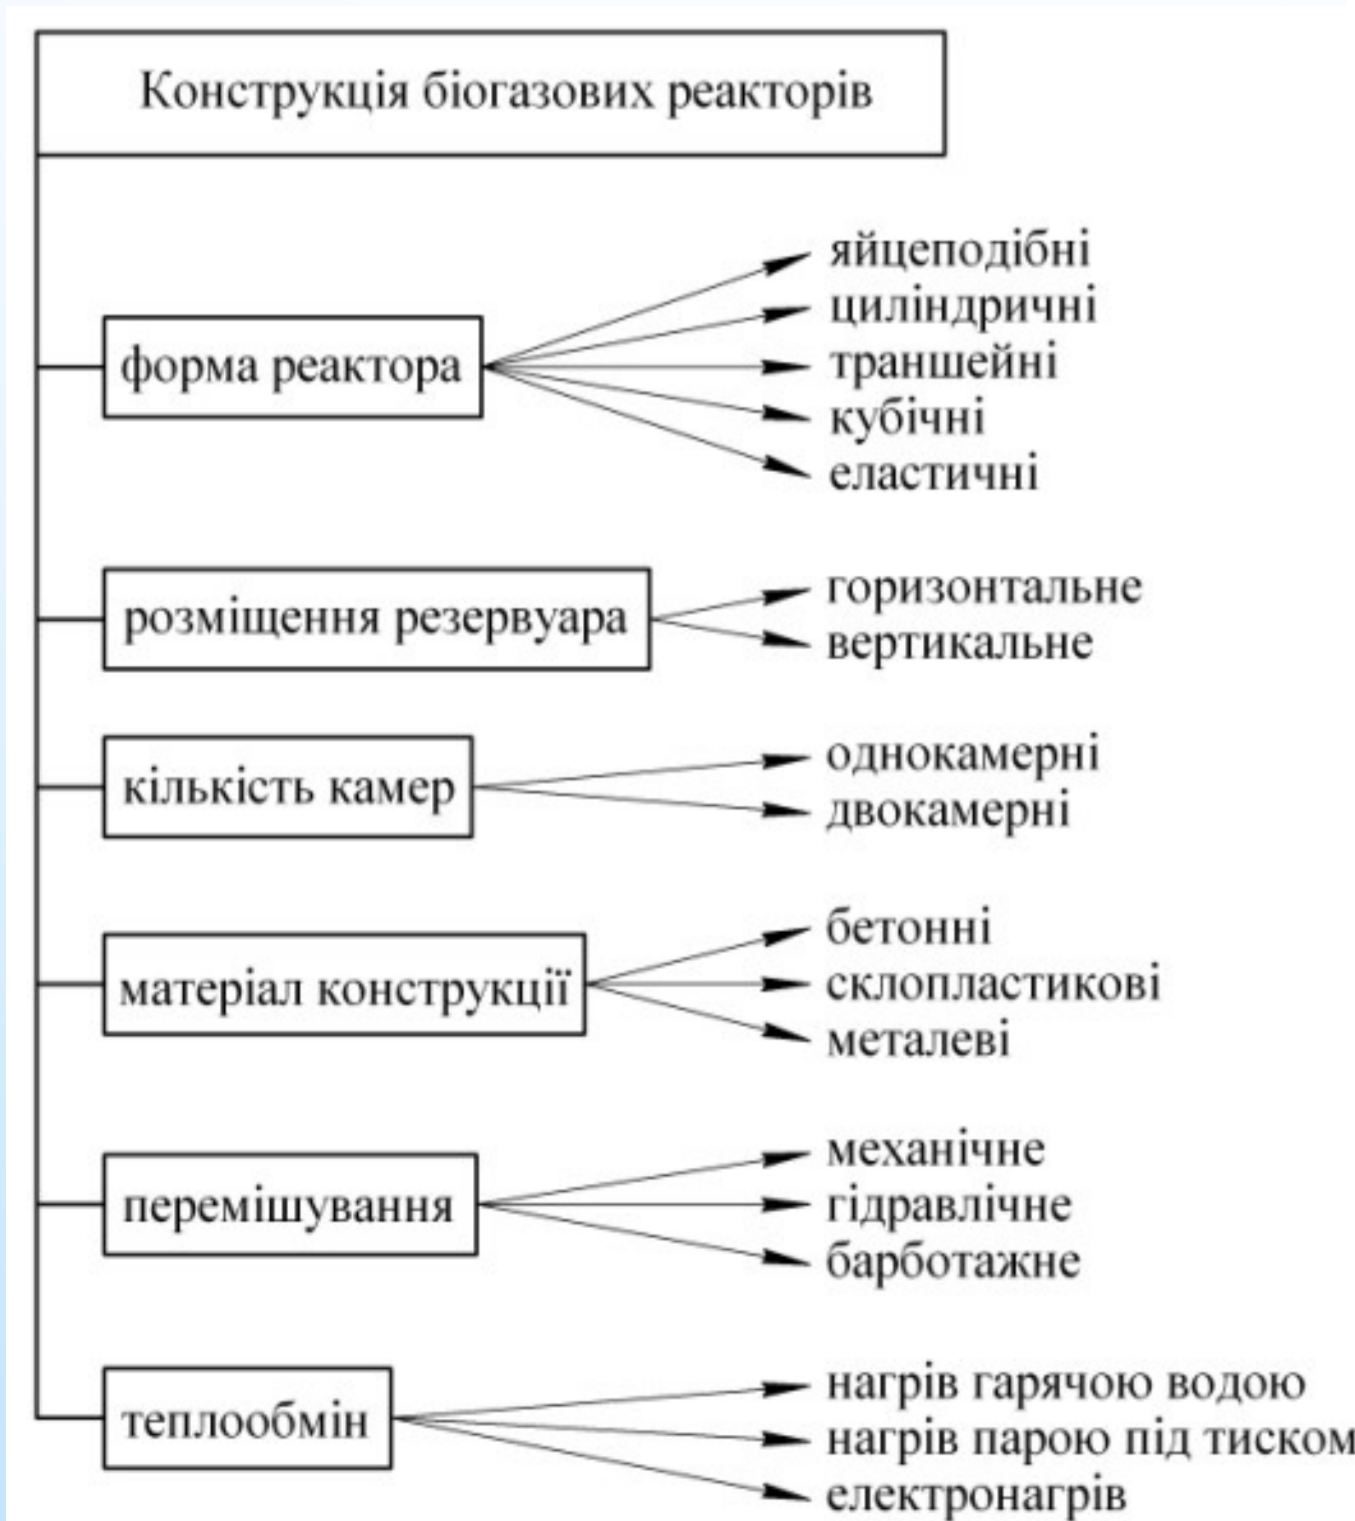 Конструкція біогазових реакторів
форма реактора
яйцеподібні
циліндричні
траншейні
кубічні
еластичні
розміщення резервуара
горизонтальне
вертикальне
кількість камер
однокамерні
двокамерні
матеріал конструкції
бетонні
склопластикові
металеві
перемішування
механічне
гідравлічне
барботажне
теплообмін
нагрів гарячою водою
нагрів парою під тиском
електронагрів